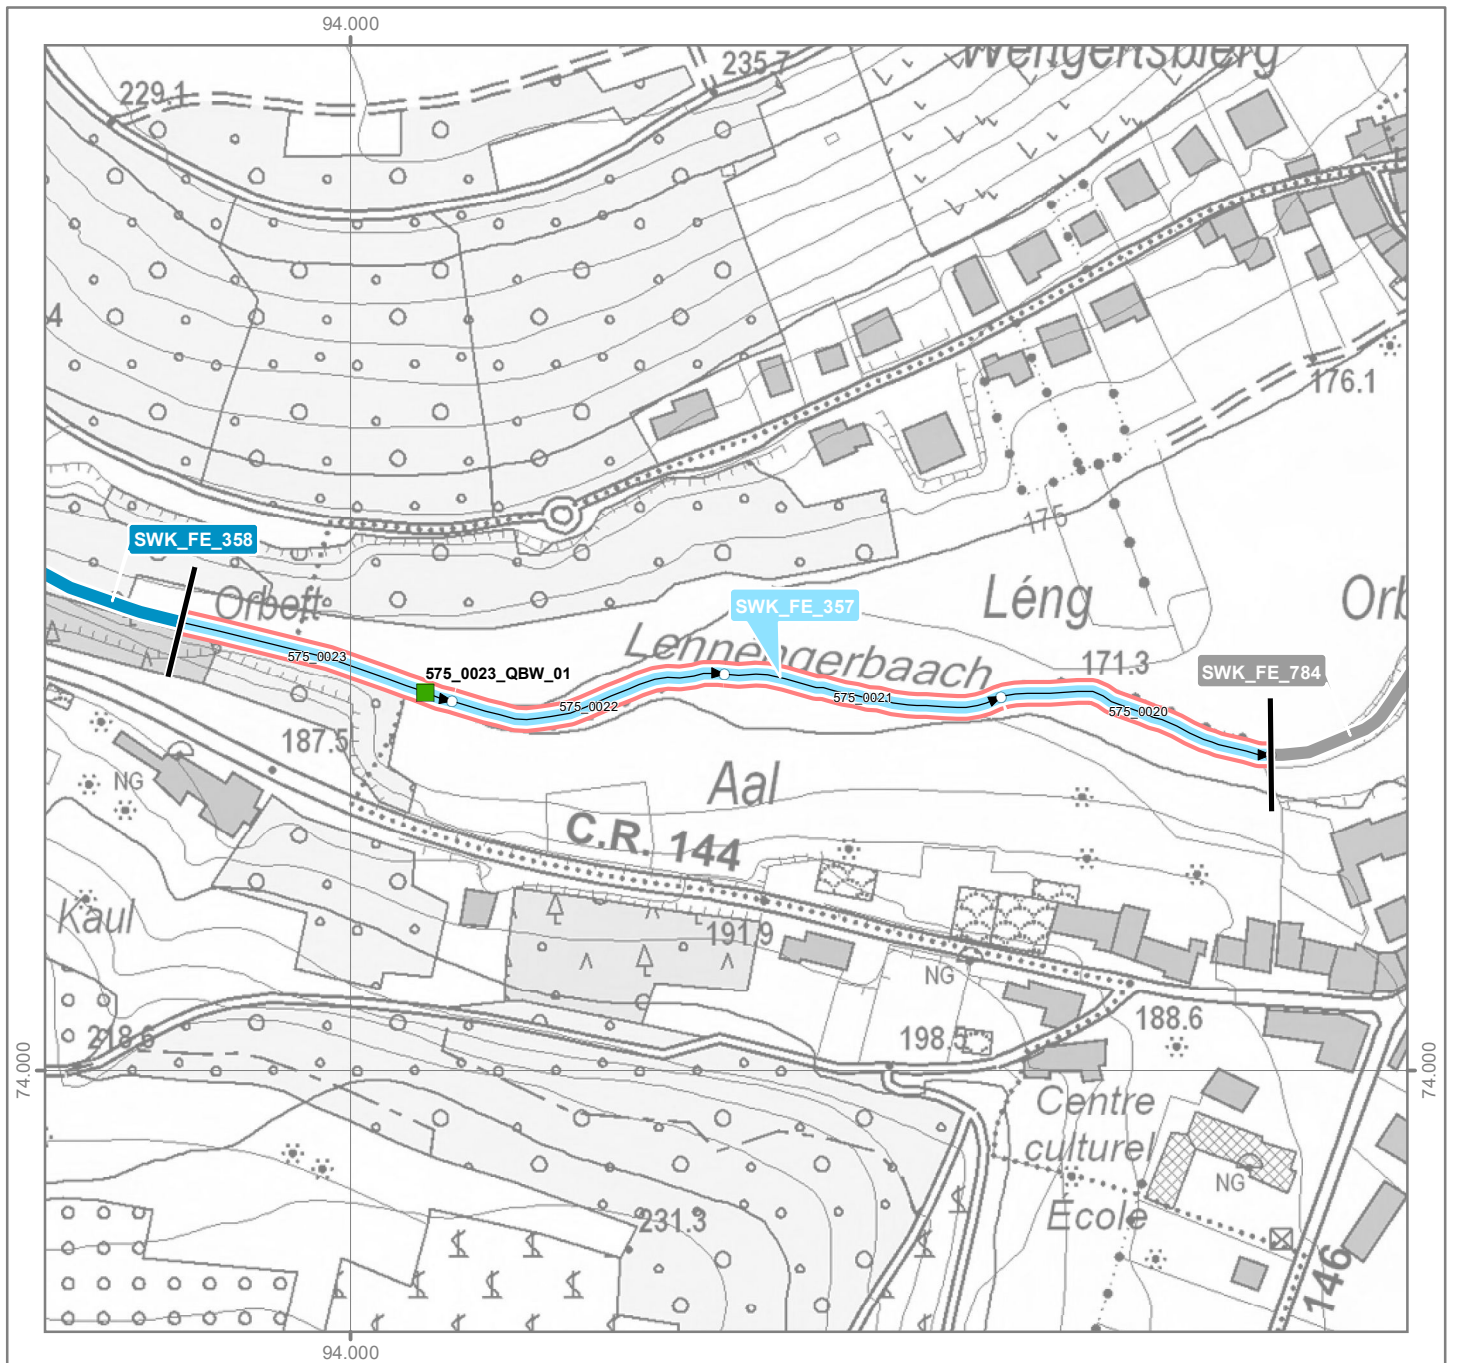 94.000
Wengertsbierg
235.7
229.1
4
176.1
175
SWK_FE_358
Orbett
SWK_FE_357
Léng
Orb
Lennengerbaach
171.3
SWK_FE_784
575_0023
575_0023_QBW_01
575_0022
575_0021
575_0020
187.5
NG
Aal
C.R. 144
Kaul
191.9
NG
198.5
188.6
218.6
74.000
74.000
Centre
culturel
École
NG
231.3
146
94.000